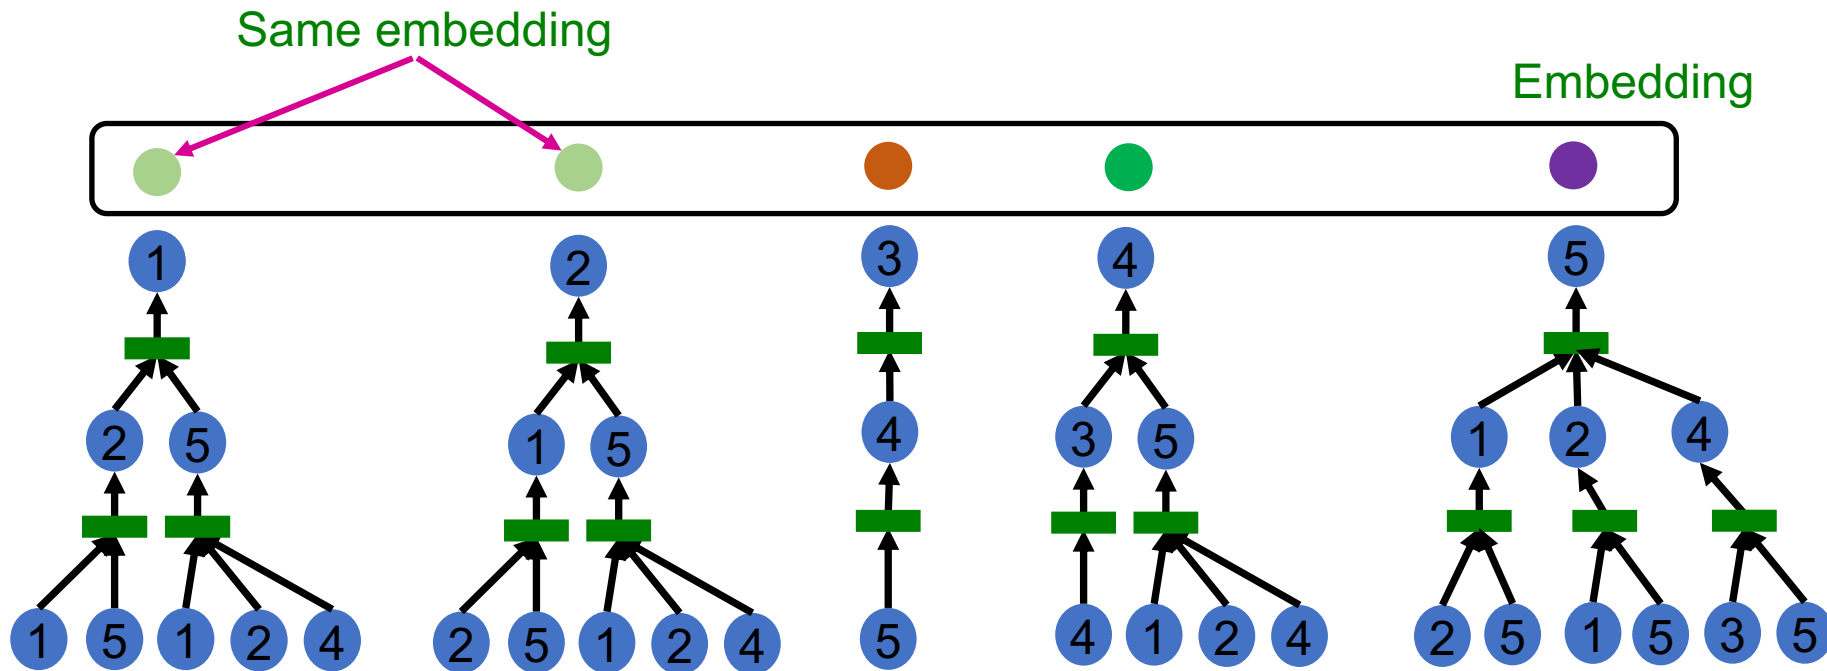 Same embedding
Embedding
1 2 3 4 5
2 5 1 5 4 3 5 1 2 4
1 5 1 2 4 2 5 1 2 4 5 4 1 2 4 2 5 1 5 3 5